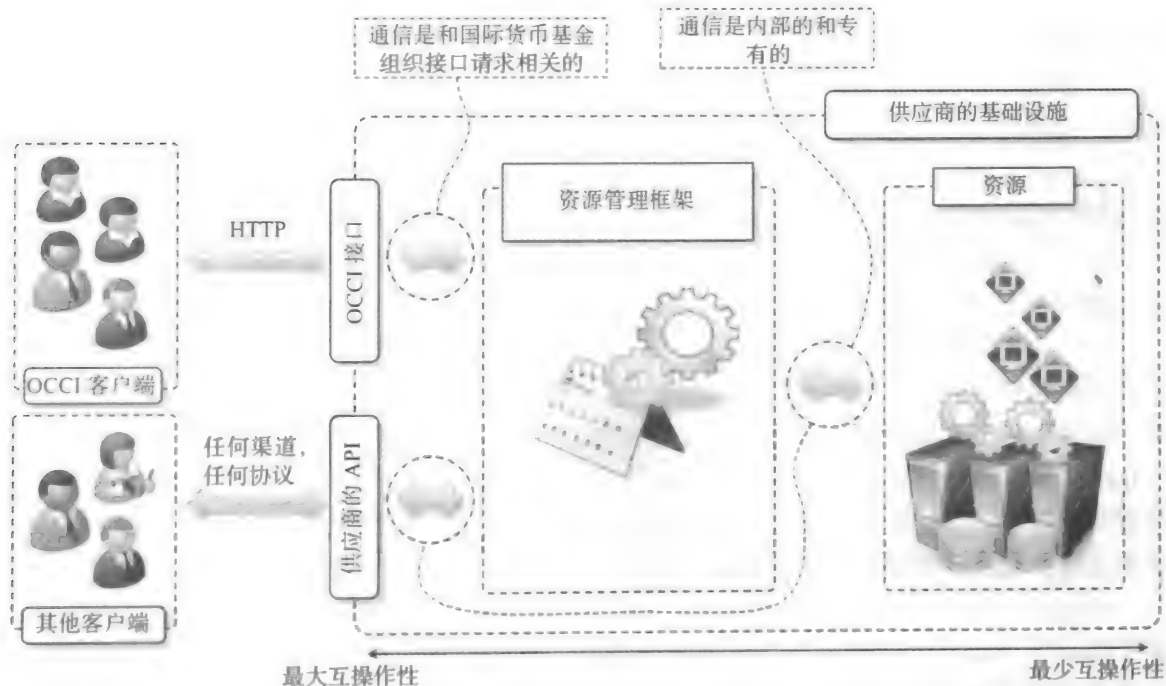 通信是和国际货币基金
组织接口请求相关的
通信是内部的和专
有的
供应商的基础设施
资源管理框架
资源
HTTP
OCCI 接口
OCCI 客户端
任何渠道,
任何协议
供应商的 API
其他客户端
最大互操作性
最少互操作性